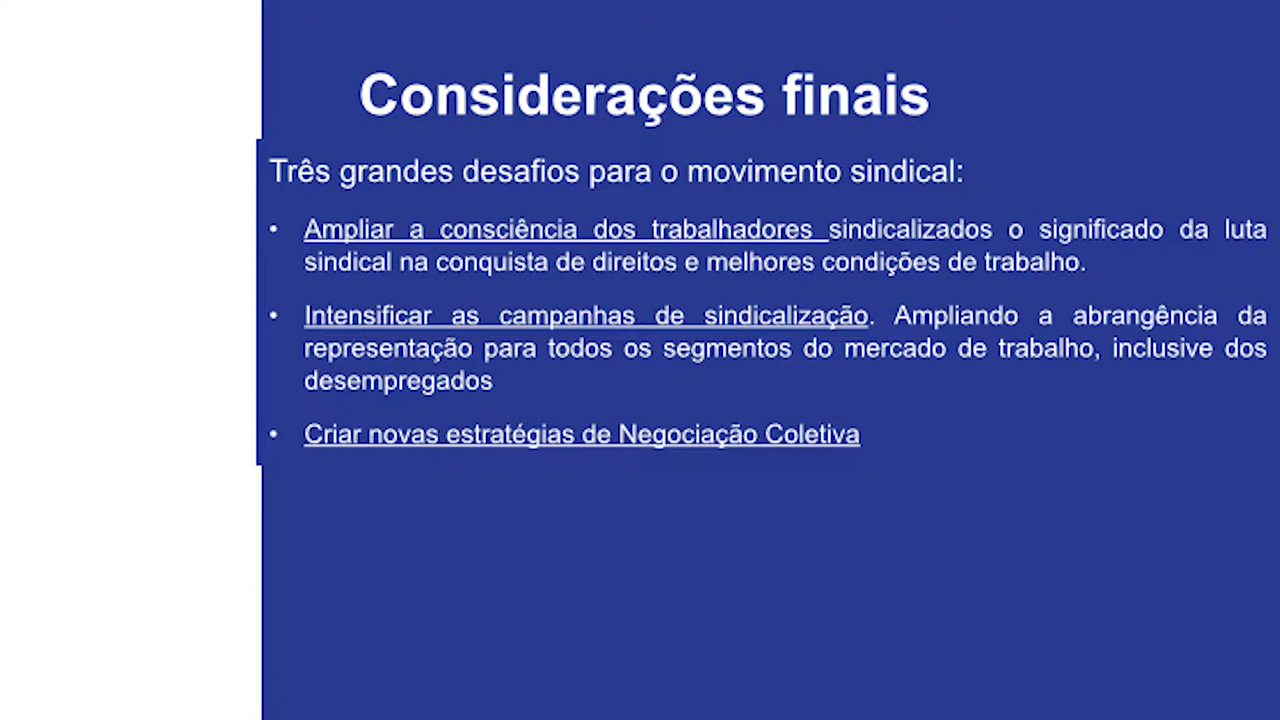 Considerações finais
Três grandes desafios para o movimento sindical:
• Ampliar a consciência dos trabalhadores sindicalizados o significado da luta
sindical na conquista de direitos e melhores condições de trabalho.
• Intensificar as campanhas de sindicalização. Ampliando a abrangência da
representação para todos os segmentos do mercado de trabalho, inclusive dos
desempregados
• Criar novas estratégias de Negociação Coletiva